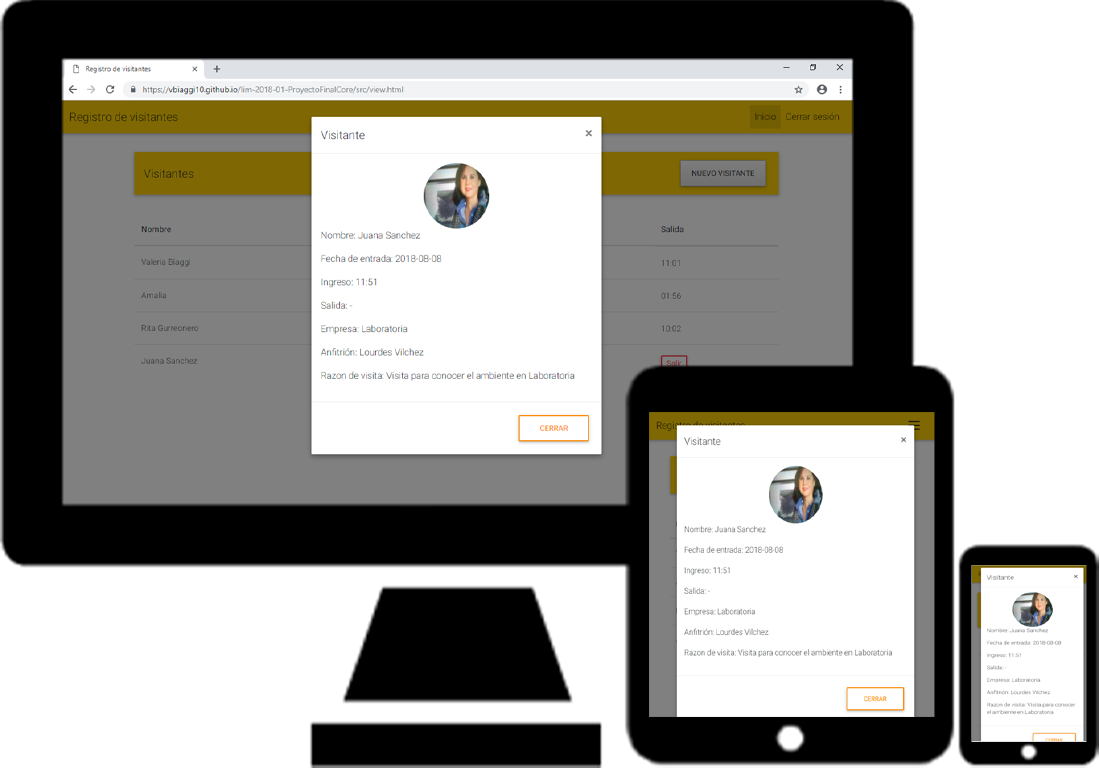 Registro de visitantes
https://vbiaggi10.github.io/lim-2018-01-ProyectoFinalCore/src/view.html
Registro de visitantes
Inicio Cerrar sesión
Visitantes
NUEVO VISITANTE
Nombre Salida
Valeria Biaggi 11:01
Amalia 01:56
Rita Gurreonero 10:02
Juana Sanchez Salir
Visitante
Nombre: Juana Sanchez
Fecha de entrada: 2018-08-08
Ingreso: 11:51
Salida: -
Empresa: Laboratoria
Anfitrión: Lourdes Vilchez
Razon de visita: Visita para conocer el ambiente en Laboratoria
CERRAR
Registro de visitantes
Visitante
Nombre: Juana Sanchez
Fecha de entrada: 2018-08-08
Ingreso: 11:51
Salida: -
Empresa: Laboratoria
Anfitrión: Lourdes Vilchez
Razon de visita: Visita para conocer el ambiente en Laboratoria
CERRAR
Visitante
Nombre: Juana Sanchez
Fecha de entrada: 2018-08-08
Ingreso: 11:51
Salida: -
Empresa: Laboratoria
Anfitrión: Lourdes Vilchez
Razon de visita: Visita para conocer
el ambiente en Laboratoria
CERRAR